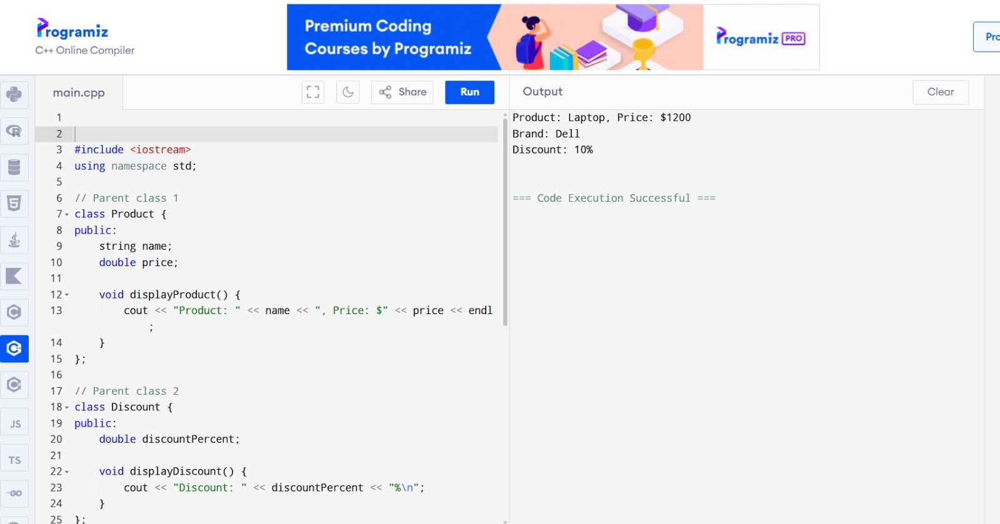 Programiz
C++ Online Compiler
Premium Coding
Courses by Programiz
Programiz PRO
main.cpp
Share
Run
Output
Clear
1
2
3 #include <iostream>
4 using namespace std;
5
6 // Parent class 1
7 class Product {
8 public:
9     string name;
10     double price;
11
12     void displayProduct() {
13         cout << "Product: " << name << ", Price: $" << price << endl
;
14     }
15 };
16
17 // Parent class 2
18 class Discount {
19 public:
20     double discountPercent;
21
22     void displayDiscount() {
23         cout << "Discount: " << discountPercent << "%\n";
24     }
25 };
Product: Laptop, Price: $1200
Brand: Dell
Discount: 10%
=== Code Execution Successful ===
R
5
C
C++
C
JS
TS
GO